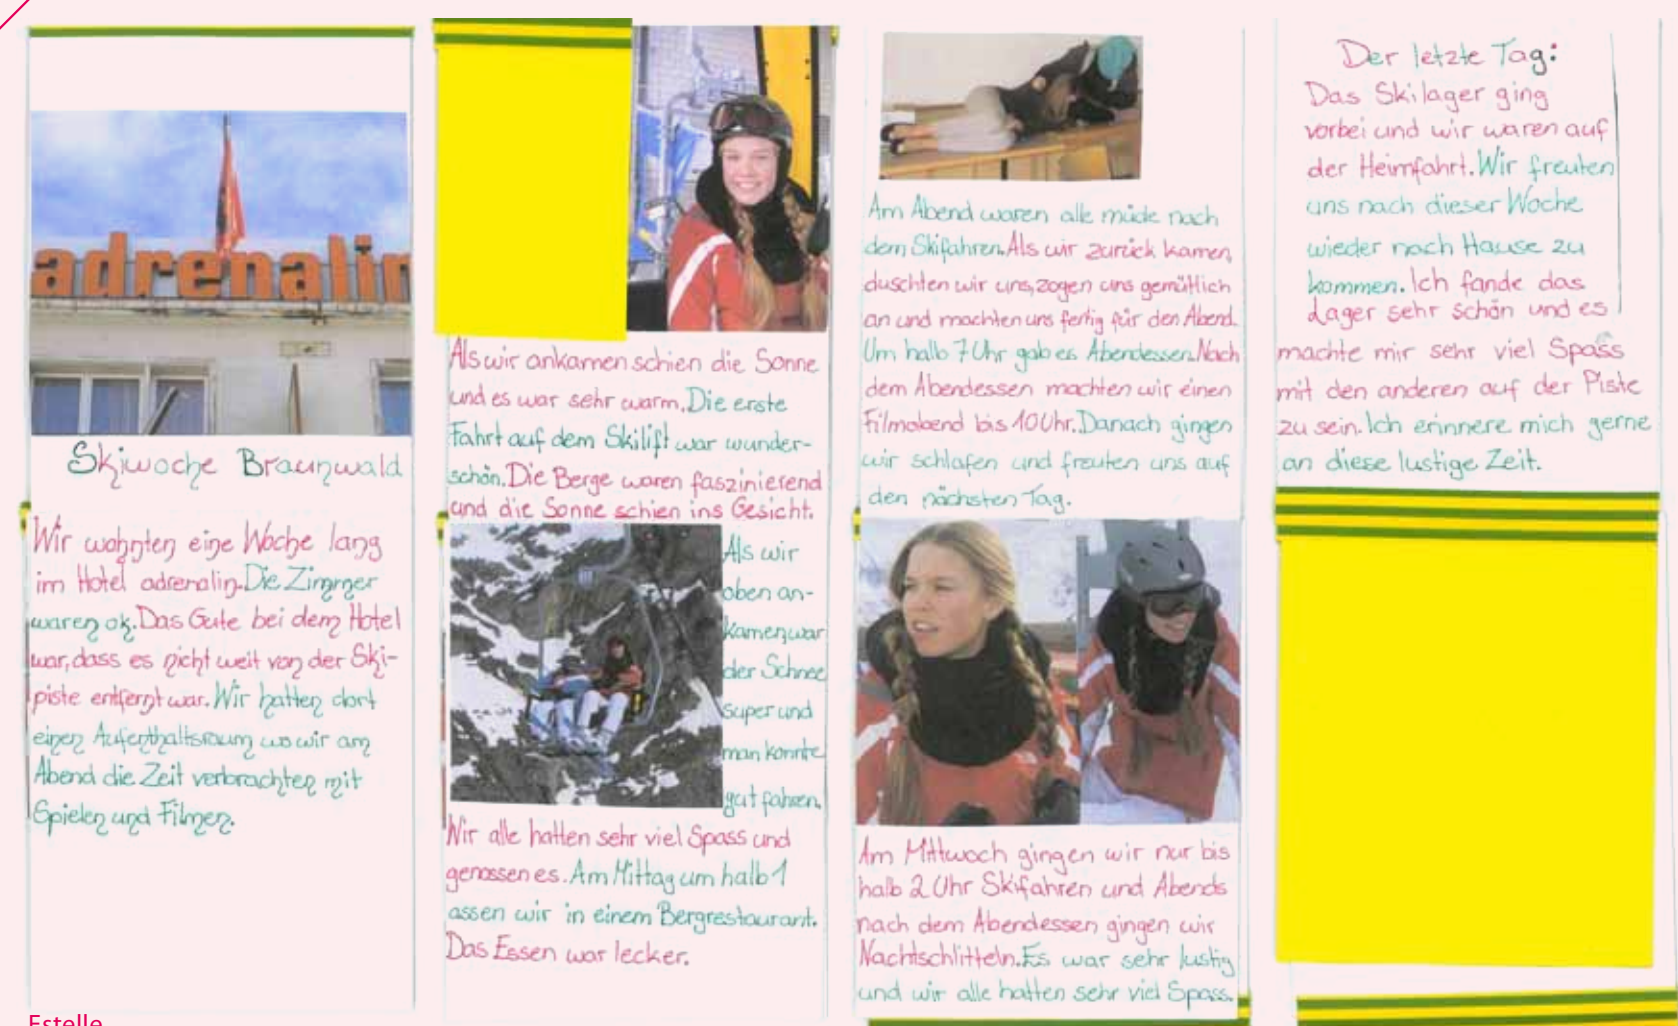 adrenalin
Skiwoche Braunwald
Wir wohnten eine Woche lang
im Hotel adrenalin. Die Zimmer
waren ok. Das Gute bei dem Hotel
war, dass es nicht weit von der Ski-
piste entfernt war. Wir hatten dort
einen Aufenthaltsraum wo wir am
Abend die Zeit verbrachten mit
Spielen und Filmen.
Estelle
Als wir ankamen schien die Sonne
und es war sehr warm. Die erste
Fahrt auf dem Skilift war wunder-
schön. Die Berge waren faszinierend
und die Sonne schien ins Gesicht.
Als wir
oben an-
kamen war
der Schnee
super und
man konnte
gut fahren.
Wir alle hatten sehr viel Spass und
genossen es. Am Mittag um halb 1
assen wir in einem Bergrestaurant.
Das Essen war lecker.
Am Abend waren alle müde nach
dem Skifahren. Als wir zurück kamen,
duschten wir uns, zogen uns gemütlich
an und machten uns fertig für den Abend.
Um halb 7 Uhr gab es Abendessen. Nach
dem Abendessen machten wir einen
Filmabend bis 10 Uhr. Danach gingen
wir schlafen und freuten uns auf
den nächsten Tag.
Am Mittwoch gingen wir nur bis
halb 2 Uhr Skifahren und Abends
nach dem Abendessen gingen wir
Nachtschlitteln. Es war sehr lustig
und wir alle hatten sehr viel Spass.
Der letzte Tag:
Das Skilager ging
vorbei und wir waren auf
der Heimfahrt. Wir freuten
uns nach dieser Woche
wieder nach Hause zu
kommen. Ich fande das
Lager sehr schön und es
machte mir sehr viel Spass
mit den anderen auf der Piste
zu sein. Ich erinnere mich gerne
an diese lustige Zeit.